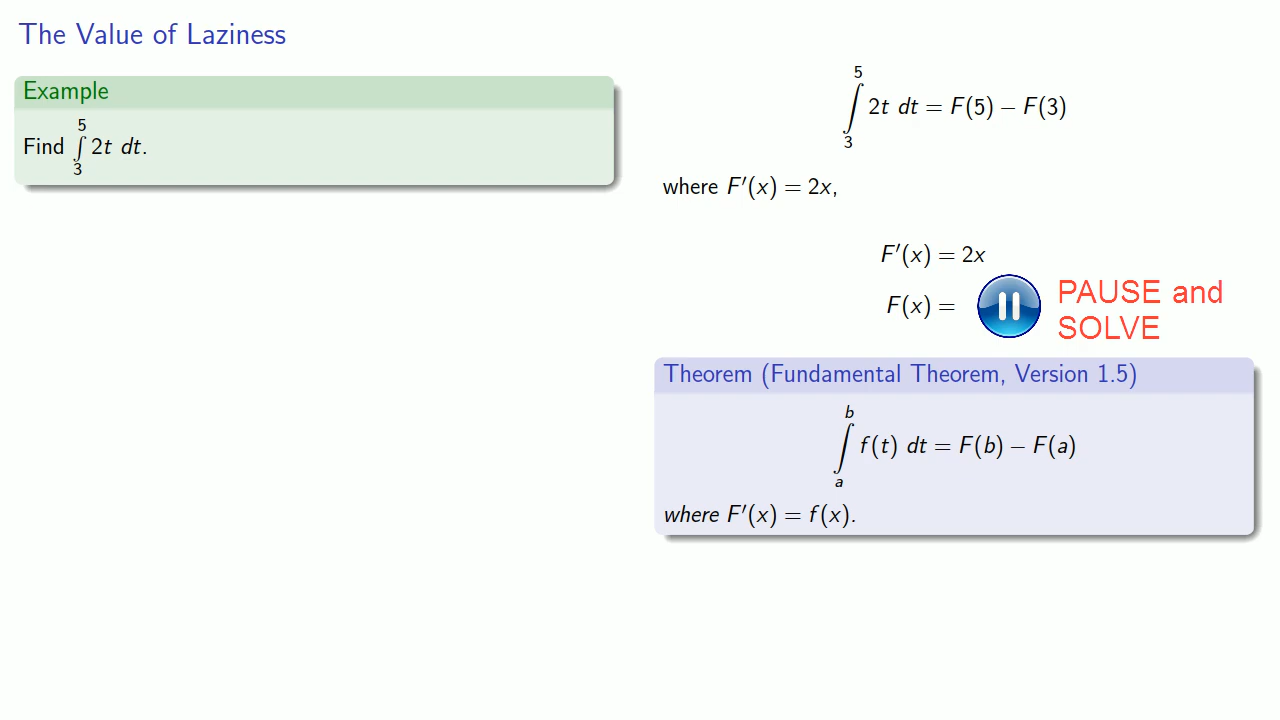 The Value of Laziness
Example
Find ∫₃⁵ 2t dt.
∫₃⁵ 2t dt = F(5) − F(3)
where F′(x) = 2x,
F′(x) = 2x
F(x) =
PAUSE and
SOLVE
Theorem (Fundamental Theorem, Version 1.5)
∫ₐᵇ f(t) dt = F(b) − F(a)
where F′(x) = f(x).